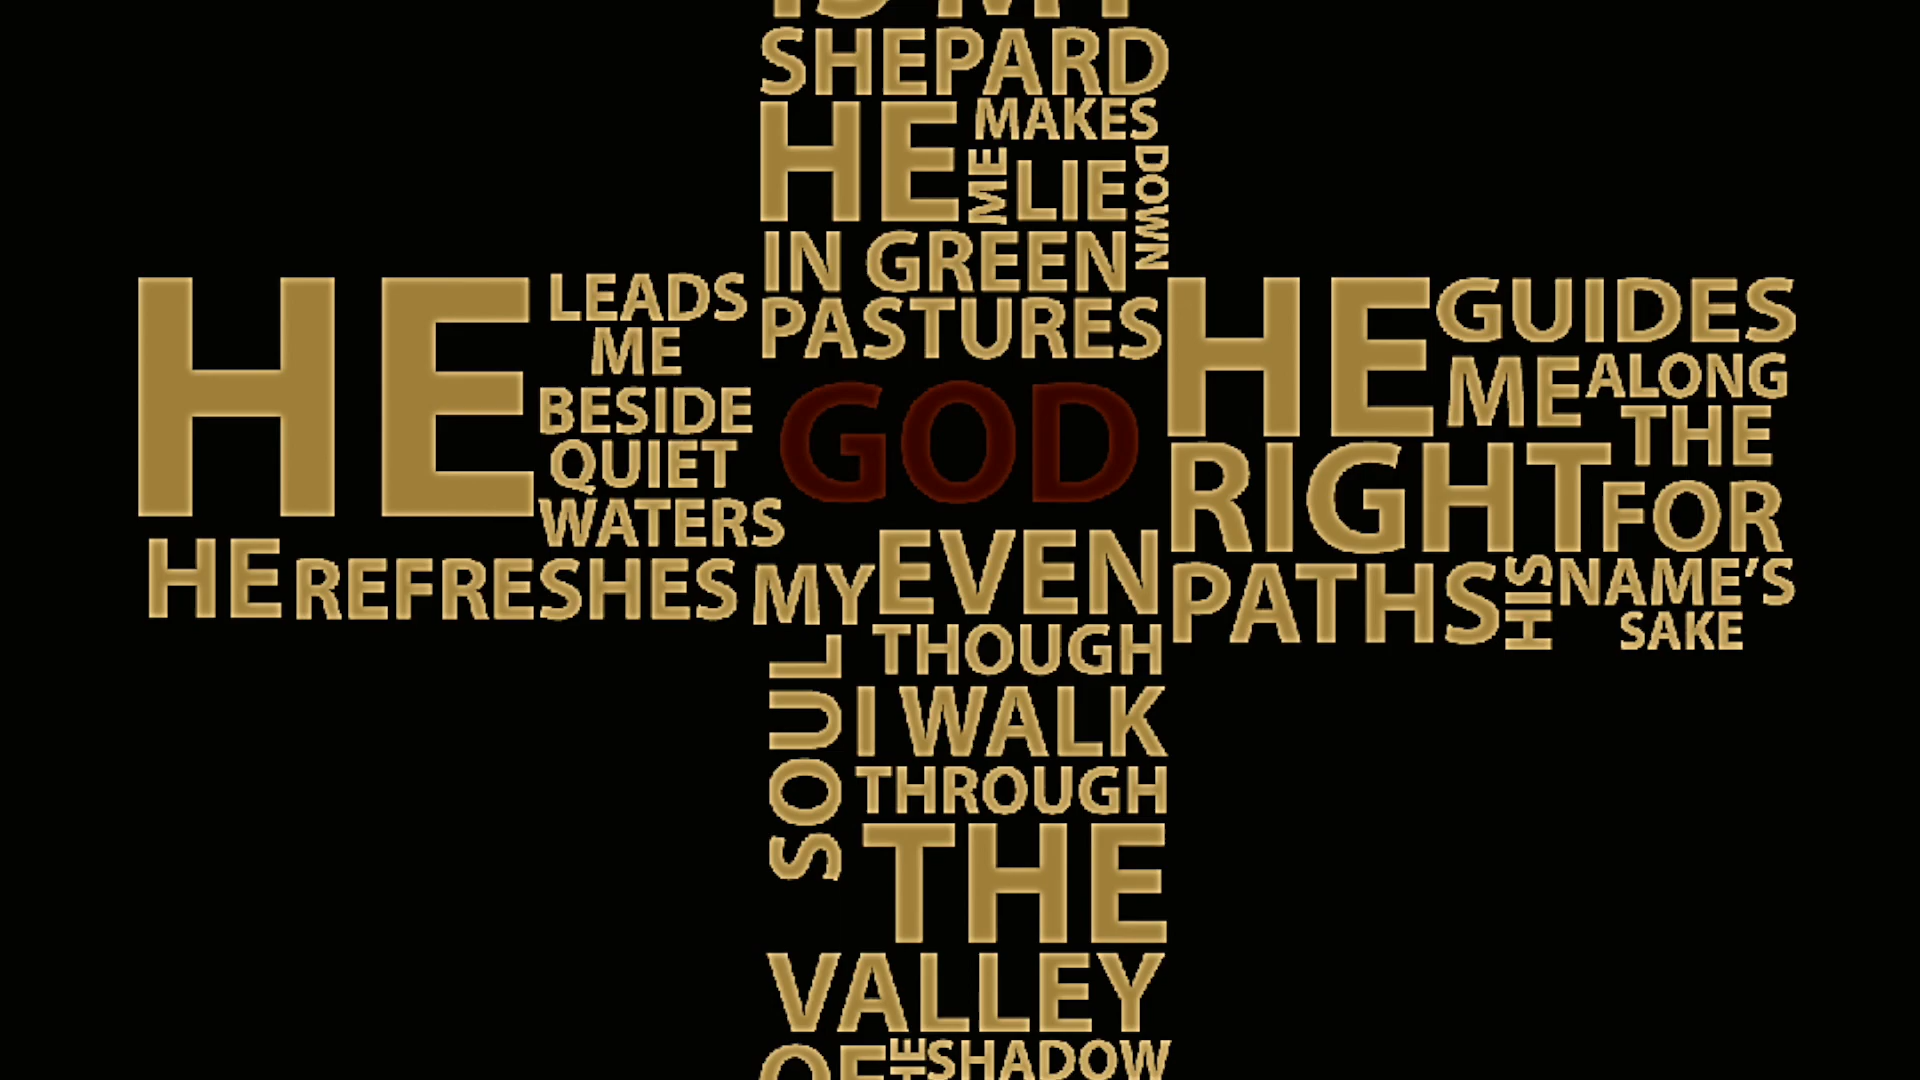 IS MY
SHEPARD
HE MAKES
ME LIE DOWN
IN GREEN
PASTURES
HE LEADS
ME
BESIDE
QUIET
WATERS
HE REFRESHES MY
SOUL
GOD
HE GUIDES
ME ALONG
THE
RIGHT
PATHS
FOR
HIS NAME'S
SAKE
EVEN
THOUGH
I WALK
THROUGH
THE
VALLEY
OF THE SHADOW